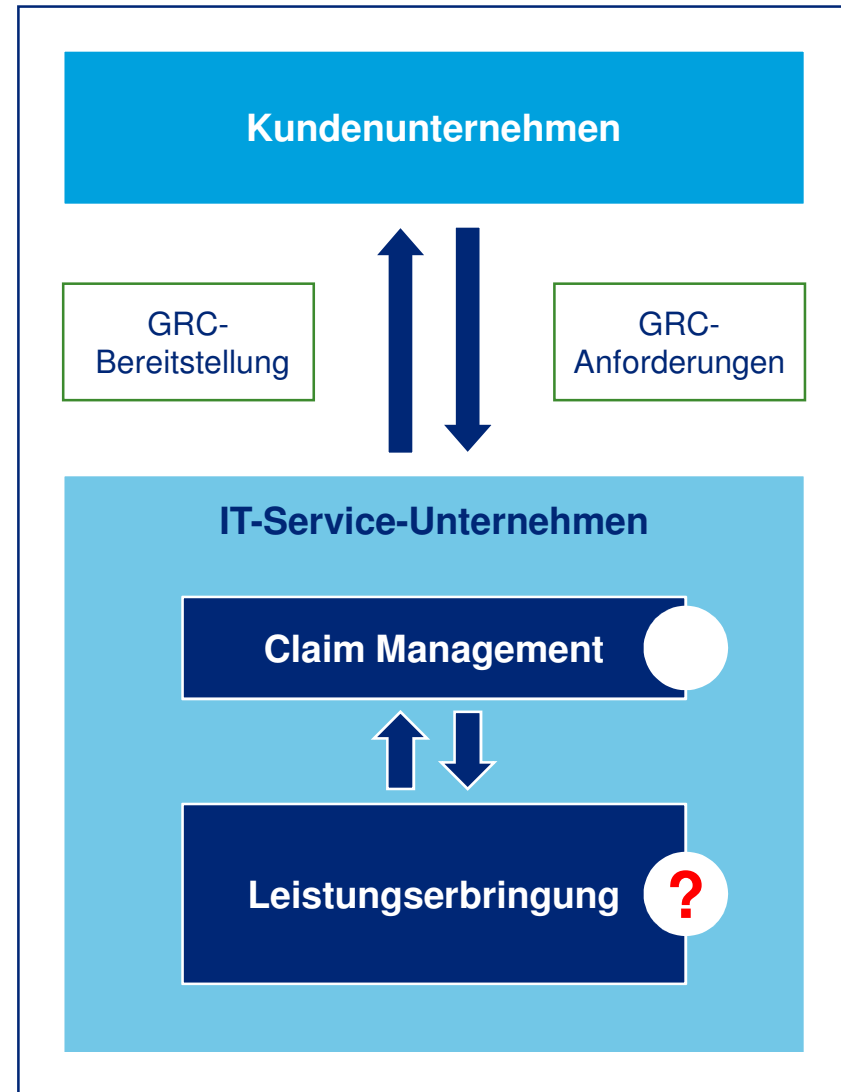 Kundenunternehmen
GRC-
Bereitstellung
GRC-
Anforderungen
IT-Service-Unternehmen
Claim Management
Leistungserbringung
?